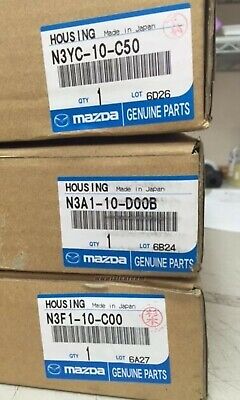 HOUSING Made in Japan
N3YC-10-C50
QTY 1 LOT 6D26
mazda GENUINE PARTS
HOUSING Made in Japan
N3A1-10-D00B
QTY 1 LOT 6B24
mazda GENUINE PARTS
HOUSING Made in Japan
N3F1-10-C00
QTY 1 LOT 6A27
mazda GENUINE PARTS